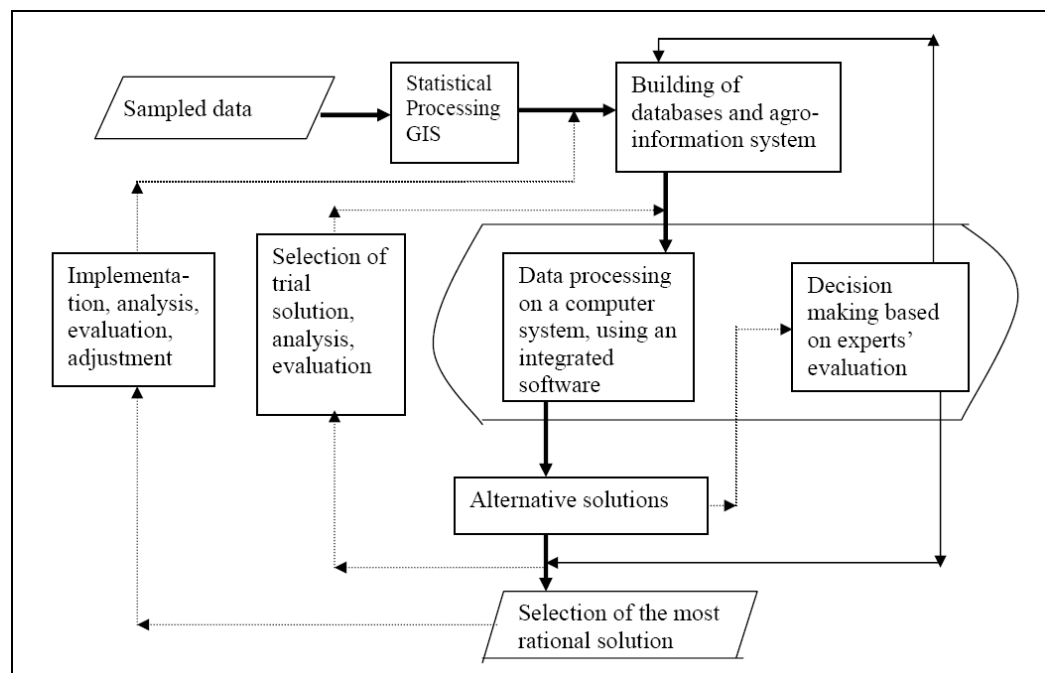 Sampled data
Statistical
Processing
GIS
Building of
databases and agro-
information system
Implementa-
tion, analysis,
evaluation,
adjustment
Selection of
trial
solution,
analysis,
evaluation
Data processing
on a computer
system, using an
integrated
software
Decision
making based
on experts’
evaluation
Alternative solutions
Selection of the most
rational solution